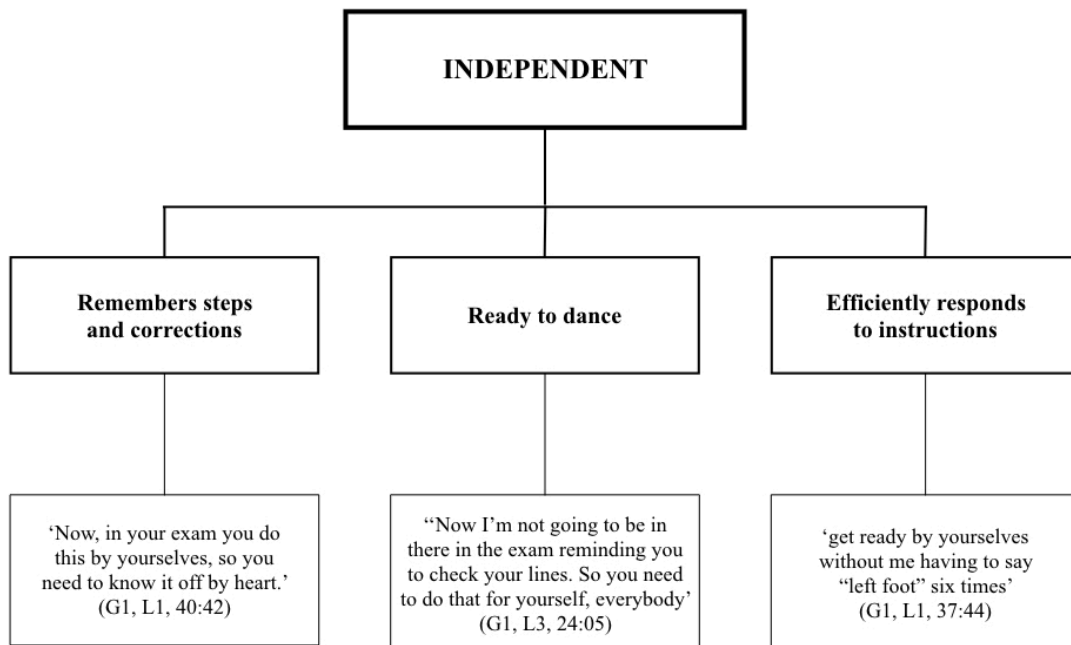 INDEPENDENT
Remembers steps
and corrections
Ready to dance
Efficiently responds
to instructions
‘Now, in your exam you do
this by yourselves, so you
need to know it off by heart.’
(G1, L1, 40:42)
‘‘Now I’m not going to be in
there in the exam reminding you
to check your lines. So you need
to do that for yourself, everybody’
(G1, L3, 24:05)
‘get ready by yourselves
without me having to say
“left foot” six times’
(G1, L1, 37:44)